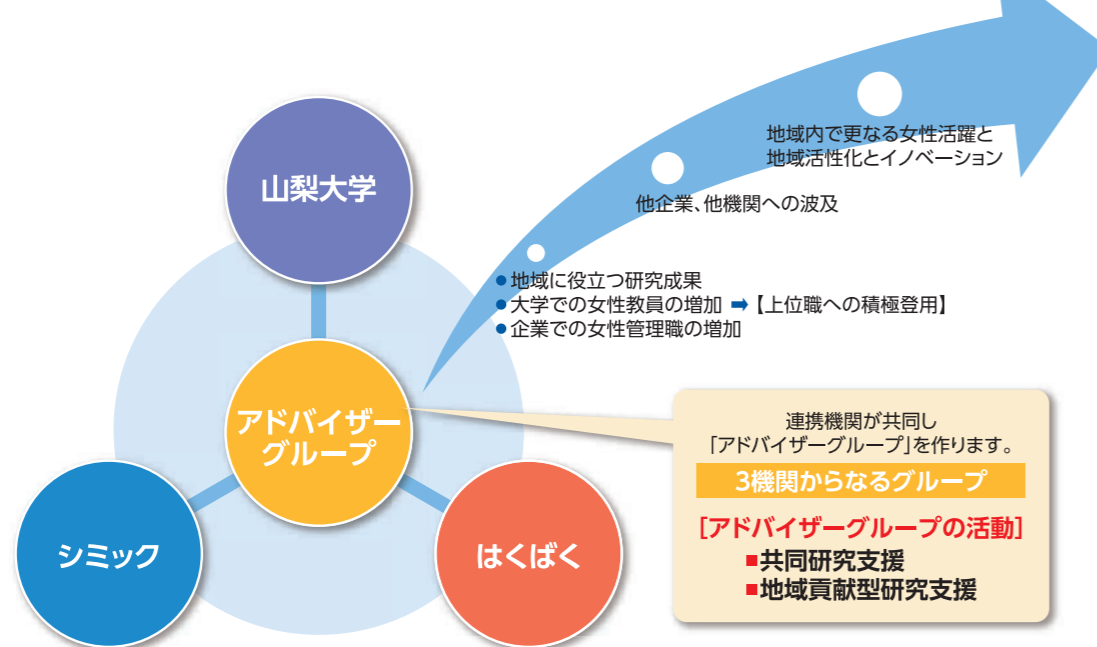 山梨大学
アドバイザー
グループ
シミック
はくばく
地域内で更なる女性活躍と
地域活性化とイノベーション
他企業、他機関への波及
●地域に役立つ研究成果
●大学での女性教員の増加 ➡【上位職への積極登用】
●企業での女性管理職の増加
連携機関が共同し
「アドバイザーグループ」を作ります。
3機関からなるグループ
[アドバイザーグループの活動]
■共同研究支援
■地域貢献型研究支援